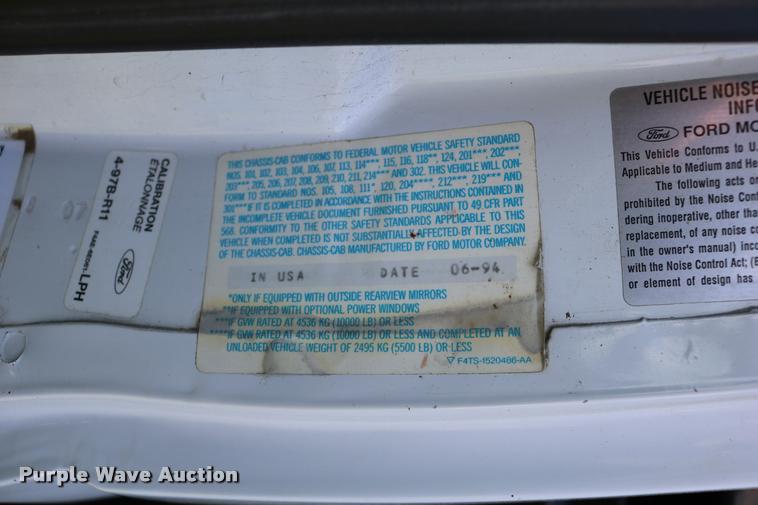 CALIBRATION
ETALONNAGE
4-97B-R11
Ford
LPH
THIS CHASSIS-CAB CONFORMS TO FEDERAL MOTOR VEHICLE SAFETY STANDARD
NOS. 101, 102, 103, 104, 106, 107, 113, 114***, 115, 116, 118**, 124, 201***, 202***,
203***, 205, 206, 207, 208, 209, 210, 211, 214*** AND 302. THIS VEHICLE WILL CON-
FORM TO STANDARD NOS. 105, 108, 111*, 120, 204****, 212***, 219*** AND
301*** IF IT IS COMPLETED IN ACCORDANCE WITH THE INSTRUCTIONS CONTAINED IN
THE INCOMPLETE VEHICLE DOCUMENT FURNISHED PURSUANT TO 49 CFR PART
568. CONFORMITY TO THE OTHER SAFETY STANDARDS APPLICABLE TO THIS
VEHICLE WHEN COMPLETED IS NOT SUBSTANTIALLY AFFECTED BY THE DESIGN
OF THE CHASSIS-CAB. CHASSIS-CAB MANUFACTURED BY FORD MOTOR COMPANY.
IN USA DATE 06-94
*ONLY IF EQUIPPED WITH OUTSIDE REARVIEW MIRRORS
**IF EQUIPPED WITH OPTIONAL POWER WINDOWS
***IF GVW RATED AT 4536 KG (10000 LB) OR LESS
****IF GVW RATED AT 4536 KG (10000 LB) OR LESS AND COMPLETED AT AN
UNLOADED VEHICLE WEIGHT OF 2495 KG (5500 LB) OR LESS
F4TS-1520486-AA
VEHICLE NOISE
INF
Ford FORD MO
This Vehicle Conforms to U.
Applicable to Medium and He
The following acts or
prohibited by the Noise Con
dering inoperative, other tha
replacement, of any noise co
in the owner's manual) inco
with the Noise Control Act; (E
or element of design has
Purple Wave Auction